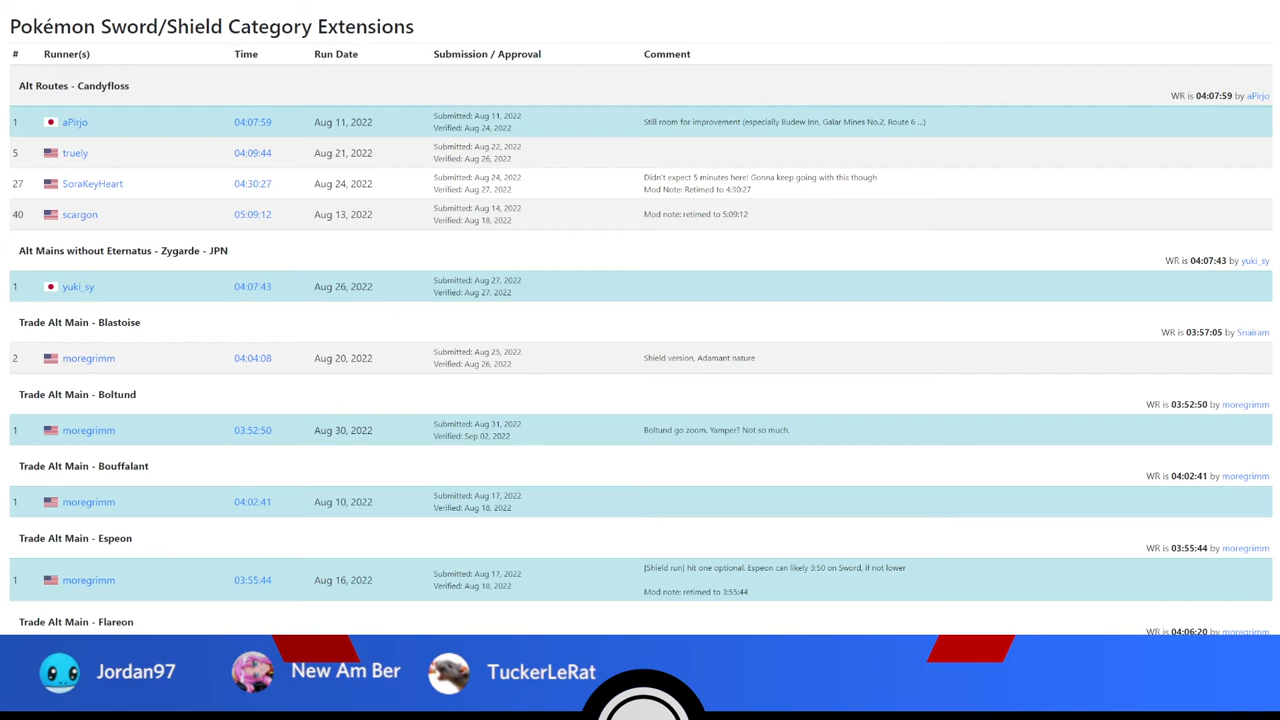 Pokémon Sword/Shield Category Extensions
# Runner(s) Time Run Date Submission / Approval Comment
Alt Routes - Candyfloss
WR is 04:07:59 by aPirjo
1 aPirjo 04:07:59 Aug 11, 2022 Submitted: Aug 11, 2022 Still room for improvement (especially Budew Inn, Galar Mines No.2, Route 6 ...)
Verified: Aug 24, 2022
5 truely 04:09:44 Aug 21, 2022 Submitted: Aug 22, 2022
Verified: Aug 26, 2022
27 SoraKeyHeart 04:30:27 Aug 24, 2022 Submitted: Aug 24, 2022 Didn't expect 5 minutes here! Gonna keep going with this though
Verified: Aug 27, 2022 Mod Note: Retimed to 4:30:27
40 scargon 05:09:12 Aug 13, 2022 Submitted: Aug 14, 2022 Mod note: retimed to 5:09:12
Verified: Aug 18, 2022
Alt Mains without Eternatus - Zygarde - JPN
WR is 04:07:43 by yuki_sy
1 yuki_sy 04:07:43 Aug 26, 2022 Submitted: Aug 27, 2022
Verified: Aug 27, 2022
Trade Alt Main - Blastoise
WR is 03:57:05 by Snairam
2 moregrimm 04:04:08 Aug 20, 2022 Submitted: Aug 25, 2022 Shield version, Adamant nature
Verified: Aug 26, 2022
Trade Alt Main - Boltund
WR is 03:52:50 by moregrimm
1 moregrimm 03:52:50 Aug 30, 2022 Submitted: Aug 31, 2022 Boltund go zoom. Yamper? Not so much.
Verified: Sep 02, 2022
Trade Alt Main - Bouffalant
WR is 04:02:41 by moregrimm
1 moregrimm 04:02:41 Aug 10, 2022 Submitted: Aug 17, 2022
Verified: Aug 18, 2022
Trade Alt Main - Espeon
WR is 03:55:44 by moregrimm
1 moregrimm 03:55:44 Aug 16, 2022 Submitted: Aug 17, 2022 [Shield run] hit one optional. Espeon can likely 3:50 on Sword, if not lower
Verified: Aug 18, 2022 Mod note: retimed to 3:55:44
Trade Alt Main - Flareon
WR is 04:06:20 by moregrimm
Jordan97 New Am Ber TuckerLeRat